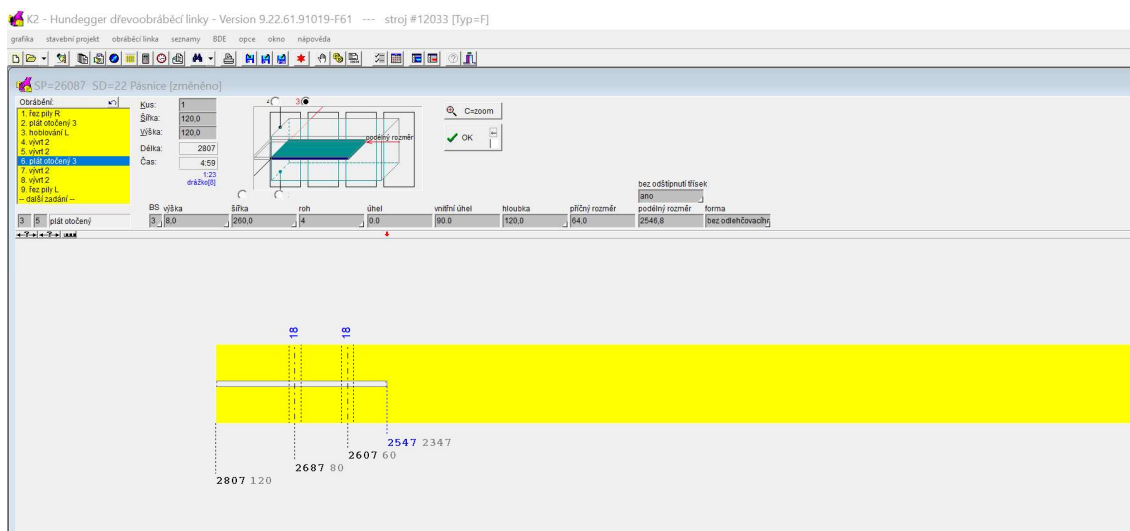 K2 - Hundegger dřevoobráběcí linky - Version 9.22.61.91019-F61 --- stroj #12033 [Typ=F]
grafika stavební projekt obráběcí linka seznamy BDE opce okno nápověda
SP=26087 SD=22 Pásnice [změněno]
Obrábění:
1. řez pily R
2. plát otočený 3
3. hoblování L
4. vývrt 2
5. vývrt 2
6. plát otočený 3
7. vývrt 2
8. vývrt 2
9. řez pily L
-- další zadání --
Kus: 1
Šířka: 120,0
Výška: 120,0
Délka: 2807
Čas: 4:59
1:23
drážko[8]
4 3
podélný rozměr
C=zoom
OK
bez odštípnutí třísek
ano
BS výška šířka roh úhel vnitřní úhel hloubka příčný rozměr podélný rozměr forma
3 5 plát otočený 3 8,0 260,0 4 0.0 90.0 120,0 64,0 2546,8 bez odlehčovacíhr
18 18
2547 2347
2607 60
2687 80
2807 120